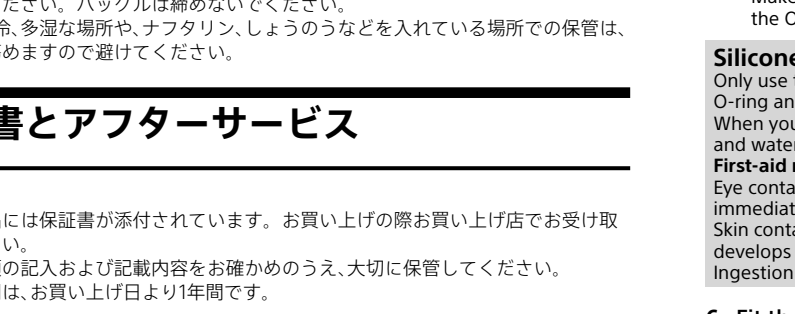 ださい。バックルは締めないでください。
冷、多湿な場所や、ナフタリン、しょうのうなどを入れている場所での保管は、
めますので避けてください。
書とアフターサービス
には保証書が添付されています。お買い上げの際お買い上げ店でお受け取
い。
の記入および記載内容をお確かめのうえ、大切に保管してください。
は、お買い上げ日より1年間です。
the O
Silicone
Only use
O-ring an
When you
and water
First-aid
Eye conta
immediat
Skin conta
develops
Ingestion